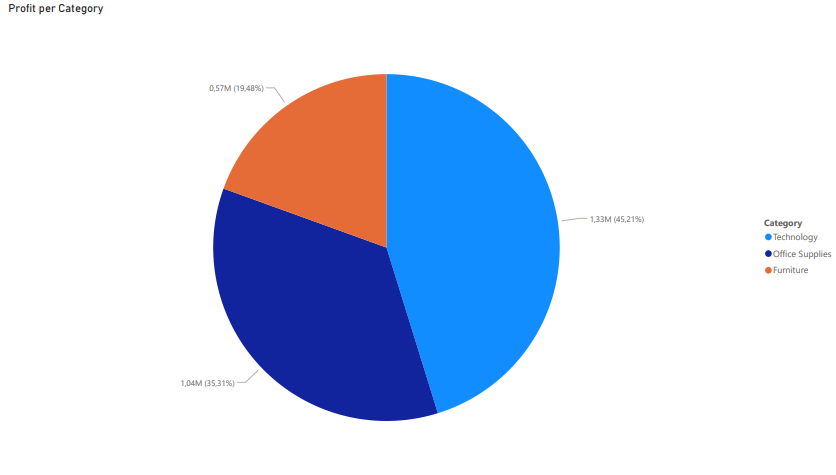 Profit per Category
0,57M (19,48%)
1,33M (45,21%)
1,04M (35,31%)
Category
Technology
Office Supplies
Furniture